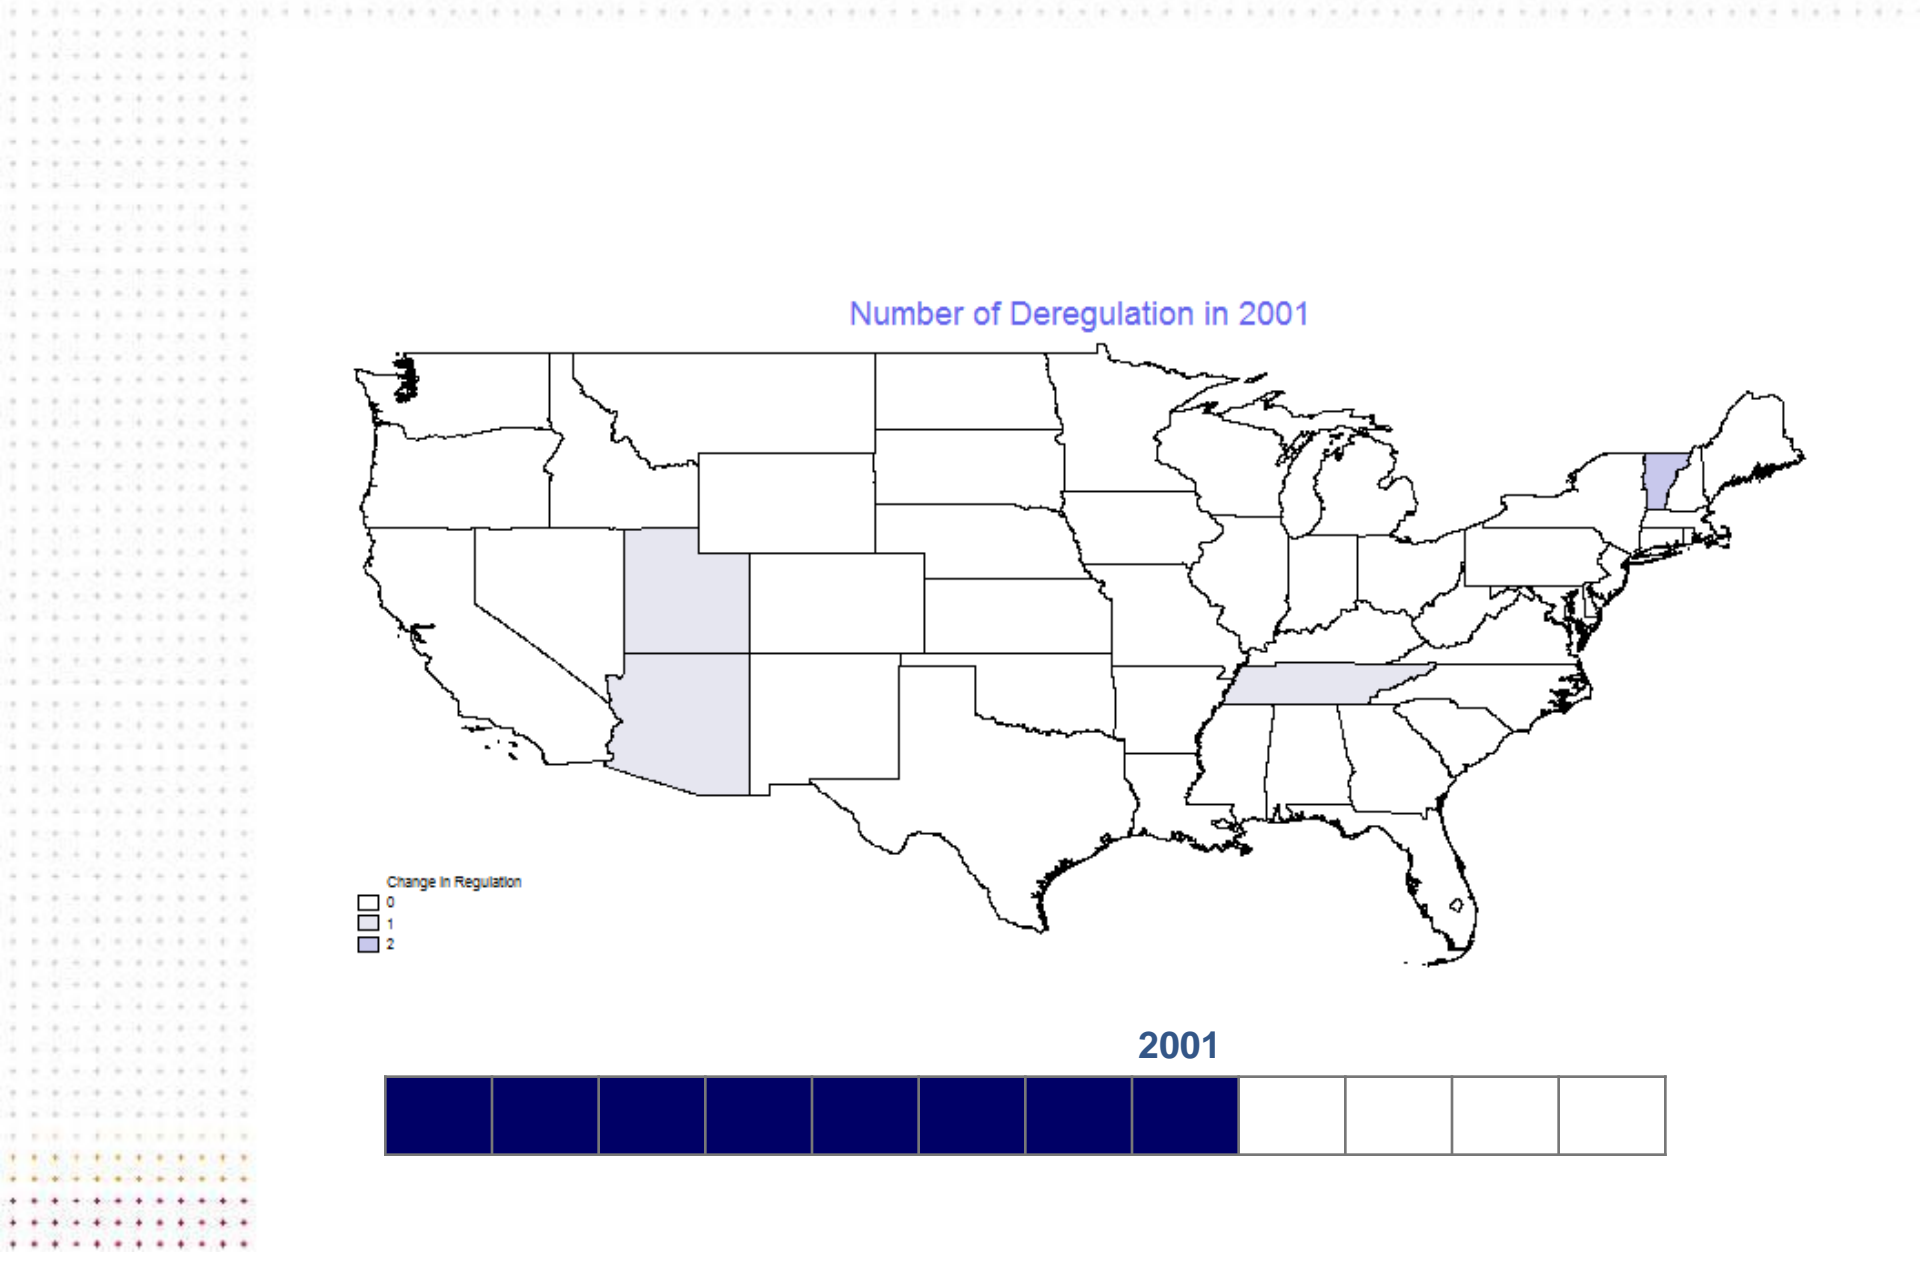 Number of Deregulation in 2001
Change in Regulation
0
1
2
2001